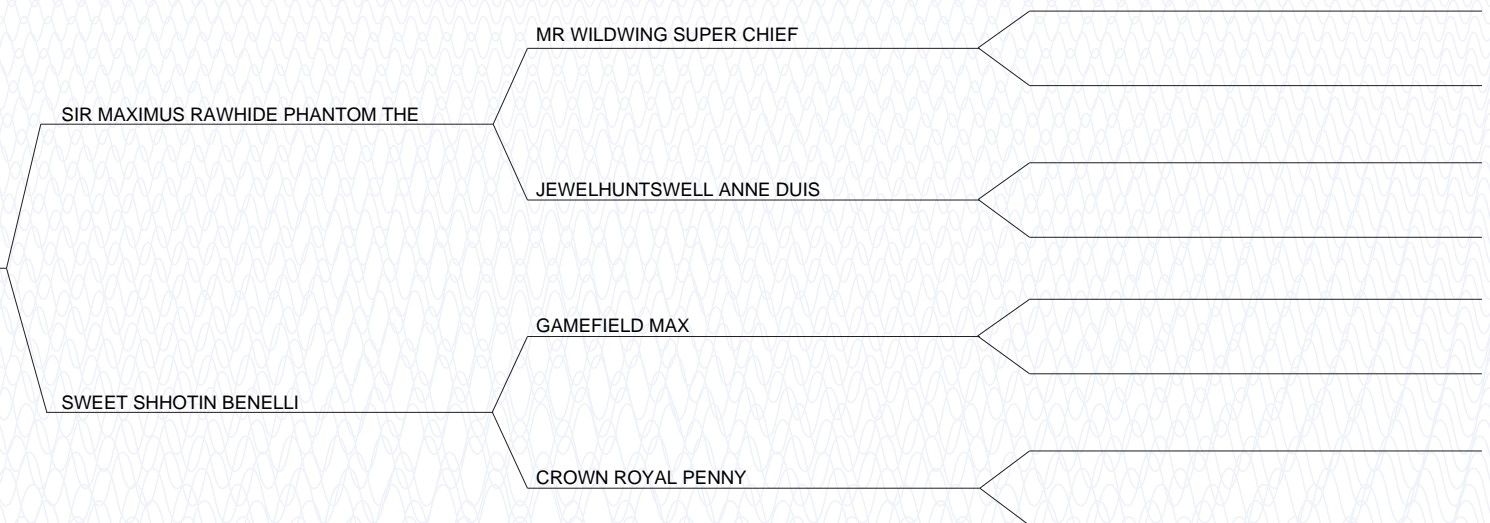 MR WILDWING SUPER CHIEF
SIR MAXIMUS RAWHIDE PHANTOM THE
JEWELHUNTSWELL ANNE DUIS
GAMEFIELD MAX
SWEET SHHOTIN BENELLI
CROWN ROYAL PENNY